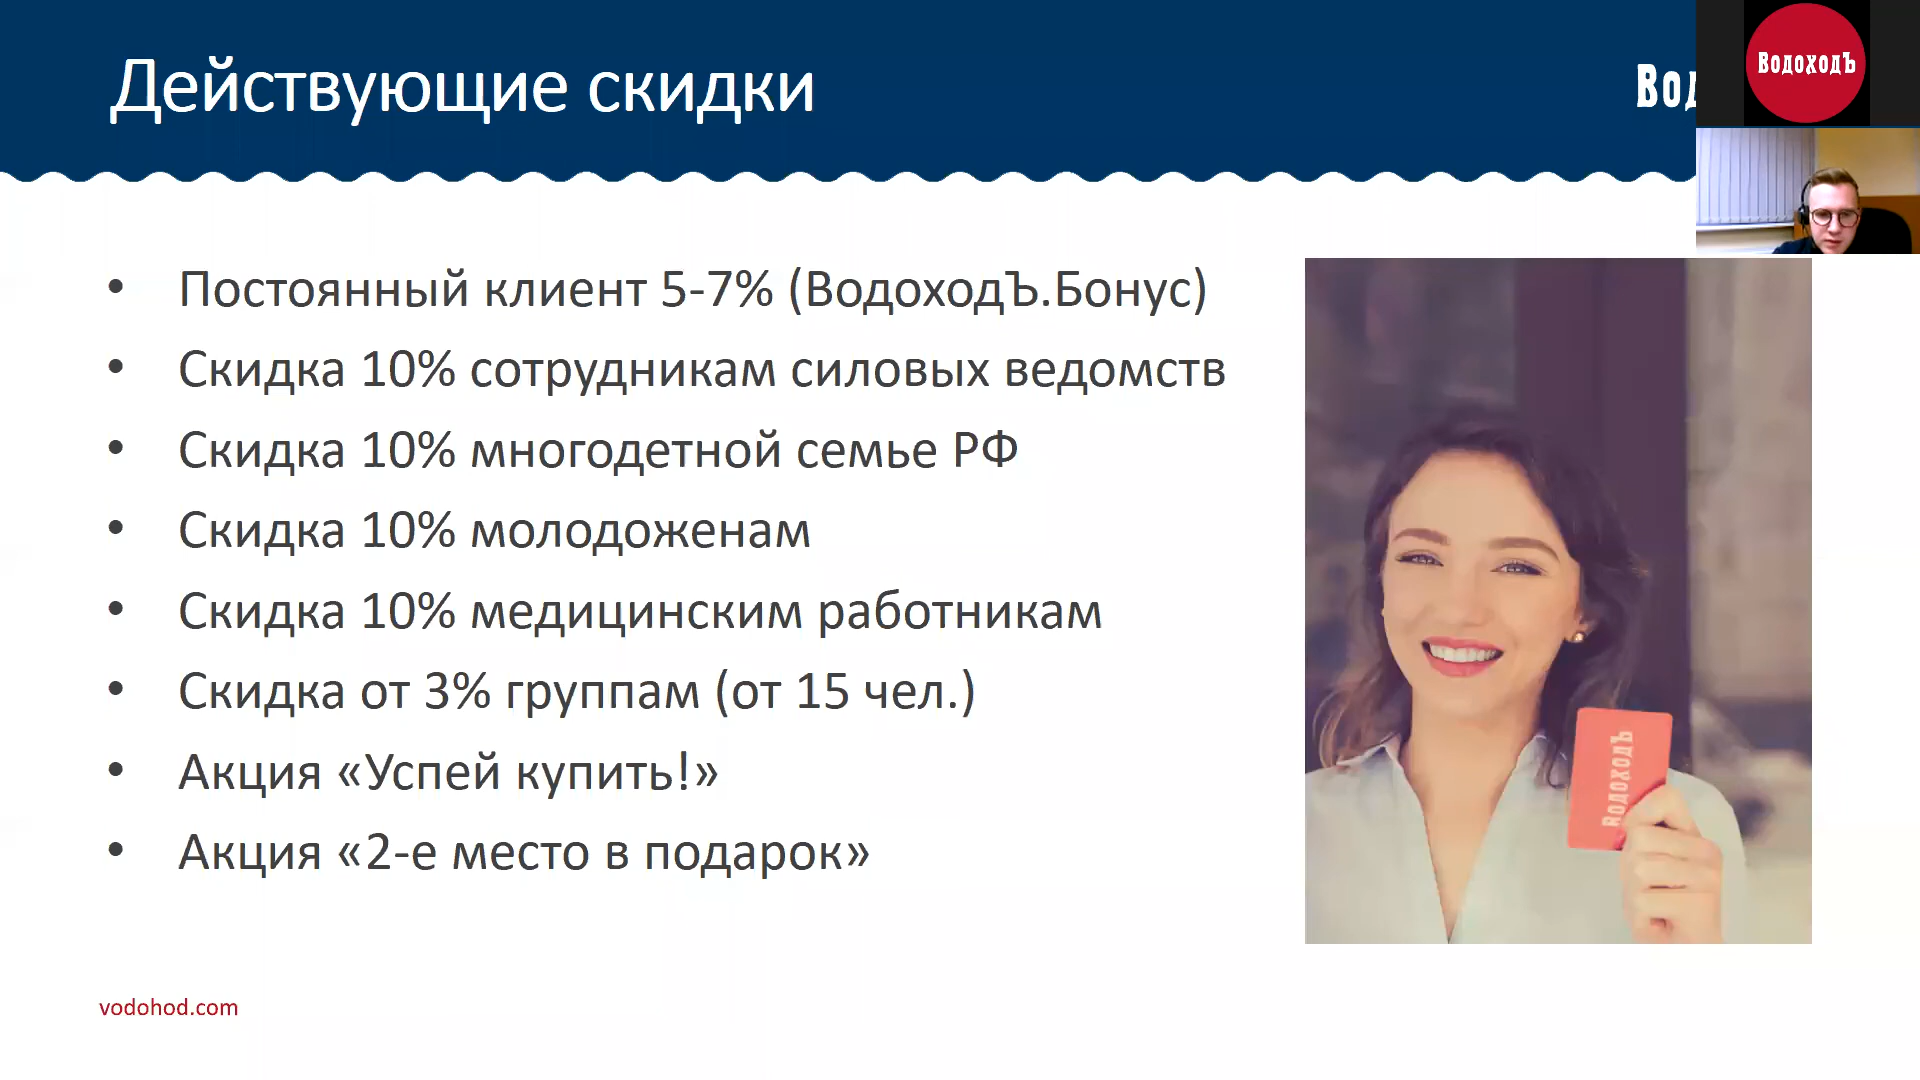 Действующие скидки
Вод
ВодоходЪ
• Постоянный клиент 5-7% (ВодоходЪ.Бонус)
• Скидка 10% сотрудникам силовых ведомств
• Скидка 10% многодетной семье РФ
• Скидка 10% молодоженам
• Скидка 10% медицинским работникам
• Скидка от 3% группам (от 15 чел.)
• Акция «Успей купить!»
• Акция «2-е место в подарок»
ВодоходЪ
vodohod.com